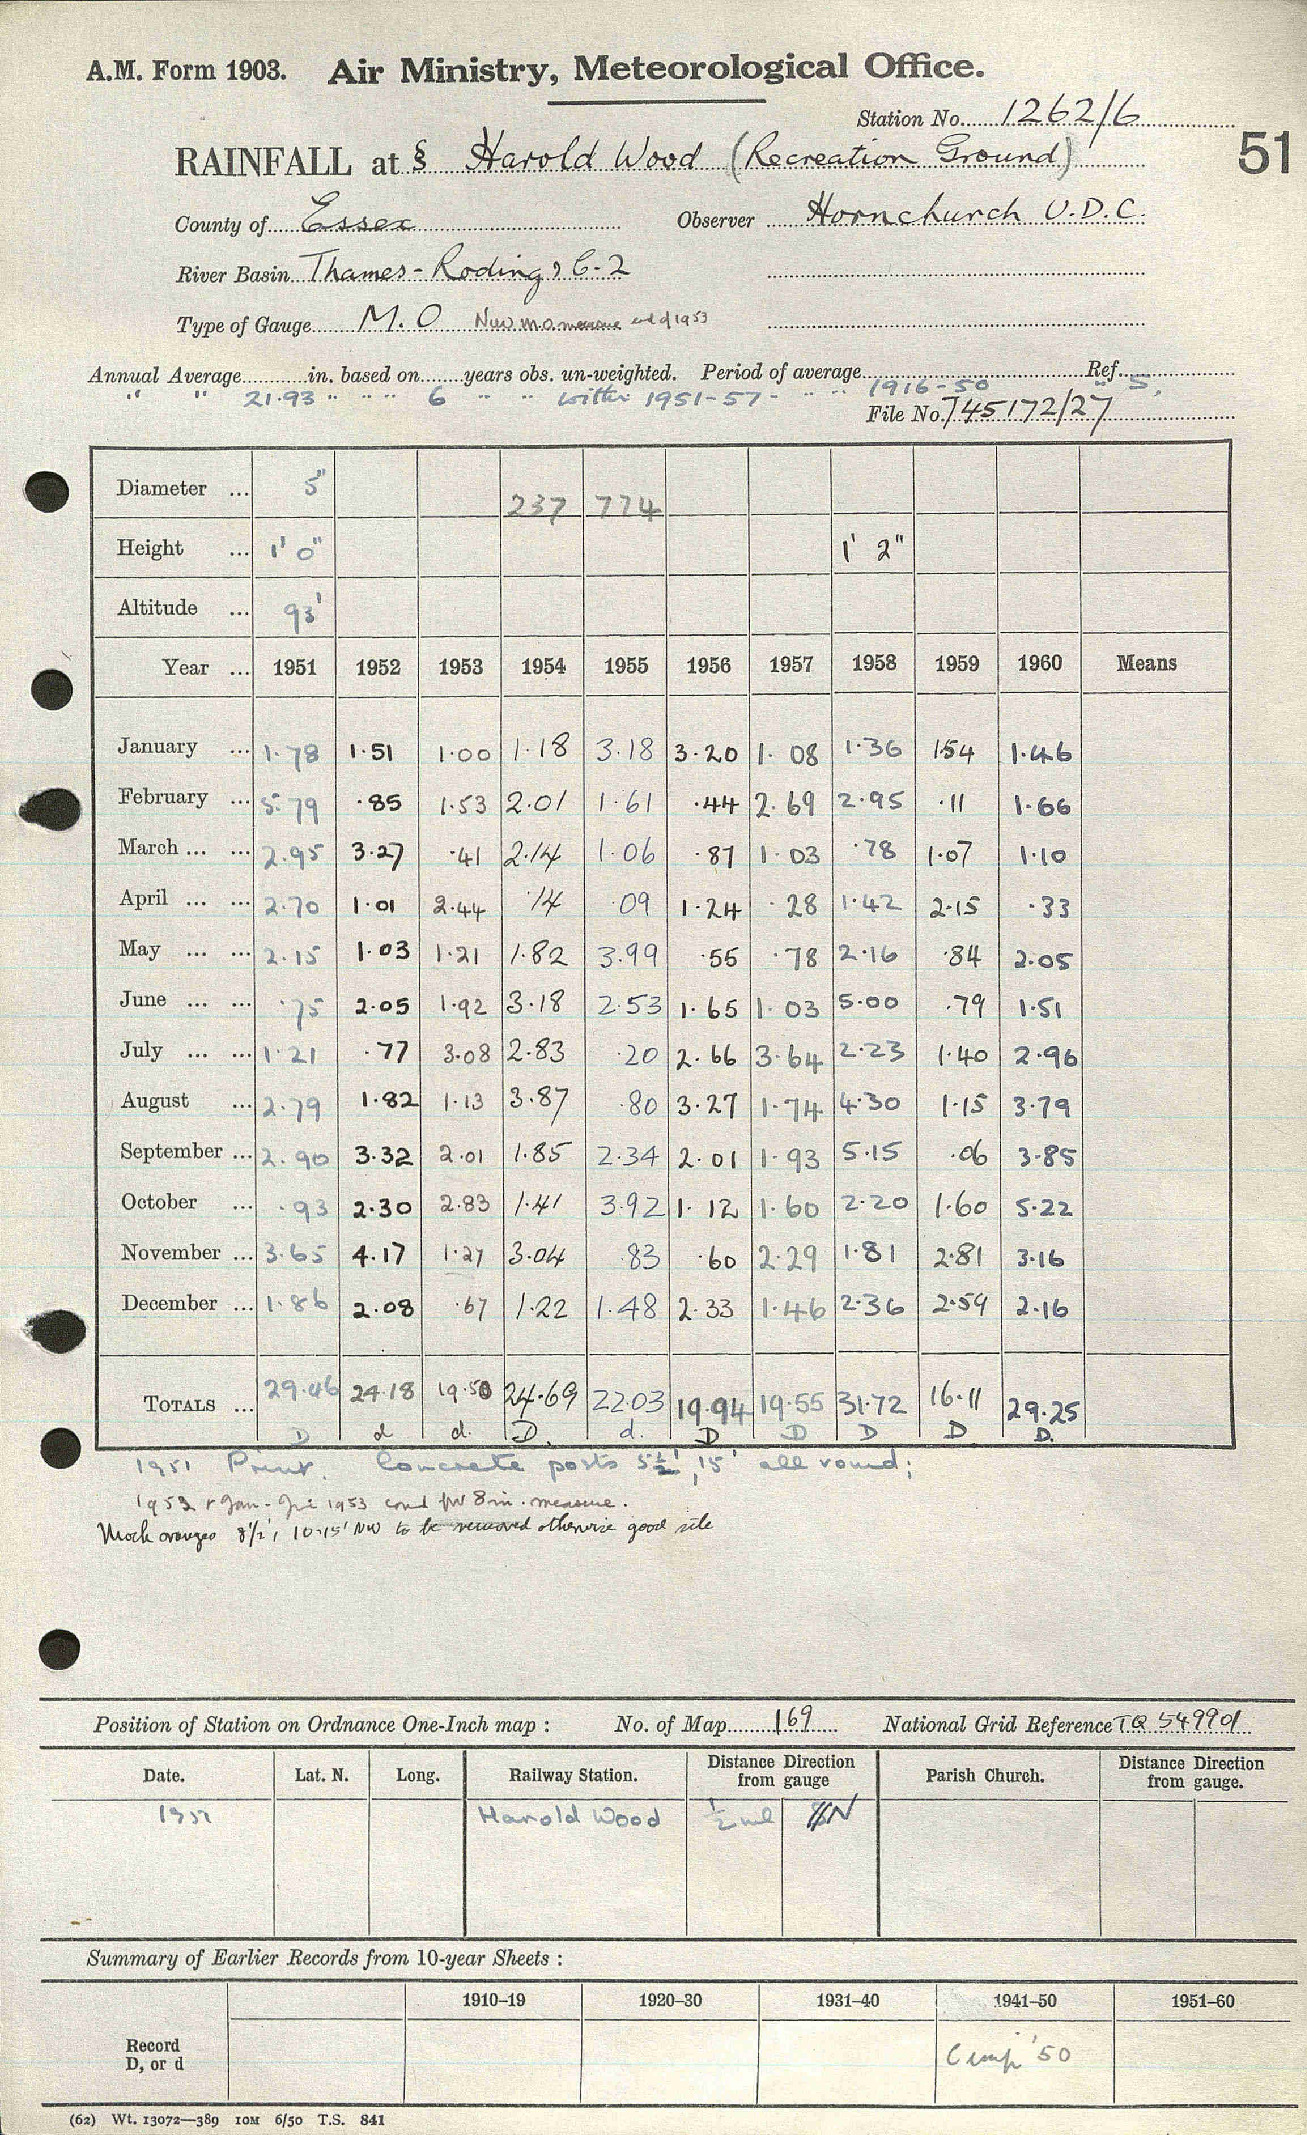 A.M. Form 1903. Air Ministry, Meteorological Office.
Station No. 1262/6
51
RAINFALL at § Harold Wood (Recreation Ground)
County of Essex Observer Hornchurch U.D.C.
River Basin Thames-Roding 6-2
Type of Gauge M.O New M.O. measure end of 1953
Annual Average in. based on years obs. un-weighted. Period of average Ref.
" " 21.93 " " " 6 " " within 1951-57 - " " 1916-50 " 5.
File No. 745172/27
Diameter ... 5" 237 774
Height ... 1' 0" 1' 2"
Altitude ... 93'
Year ... 1951 1952 1953 1954 1955 1956 1957 1958 1959 1960 Means
January ... 1.78 1.51 1.00 1.18 3.18 3.20 1.08 1.36 1.54 1.46
February ... 5.79 .85 1.53 2.01 1.61 .44 2.69 2.95 .11 1.66
March ... ... 2.95 3.27 .41 2.14 1.06 .87 1.03 .78 1.07 1.10
April ... ... 2.70 1.01 2.44 .14 .09 1.24 .28 1.42 2.15 .33
May ... ... 2.15 1.03 1.21 1.82 3.99 .55 .78 2.16 .84 2.05
June ... ... .75 2.05 1.92 3.18 2.53 1.65 1.03 5.00 .79 1.51
July ... ... 1.21 .77 3.08 2.83 .20 2.66 3.64 2.23 1.40 2.96
August ... 2.79 1.82 1.13 3.87 .80 3.27 1.74 4.30 1.15 3.79
September ... 2.90 3.32 2.01 1.85 2.34 2.01 1.93 5.15 .06 3.85
October ... .93 2.30 2.83 1.41 3.92 1.12 1.60 2.20 1.60 5.22
November ... 3.65 4.17 1.27 3.04 .83 .60 2.29 1.81 2.81 3.16
December ... 1.86 2.08 .67 1.22 1.48 2.33 1.46 2.36 2.59 2.16
TOTALS ... 29.46 24.18 19.50 24.69 22.03 19.94 19.55 31.72 16.11 29.25
D d d. D. d. D D D D D.
1951 Print. Concrete posts 5½', 15' all round;
1952 & Jan- 1953 for 8in. measure.
Mock oranges 8½', 10-15' NW to be removed otherwise good site
Position of Station on Ordnance One-Inch map : No. of Map 169 National Grid Reference TQ 549901
Date. Lat. N. Long. Railway Station. Distance Direction from gauge Parish Church. Distance Direction from gauge.
1951 Harold Wood ½ ml N
Summary of Earlier Records from 10-year Sheets :
1910–19 1920–30 1931–40 1941–50 1951–60
Record D, or d '50
(62) Wt. 13072—389 10M 6/50 T.S. 841